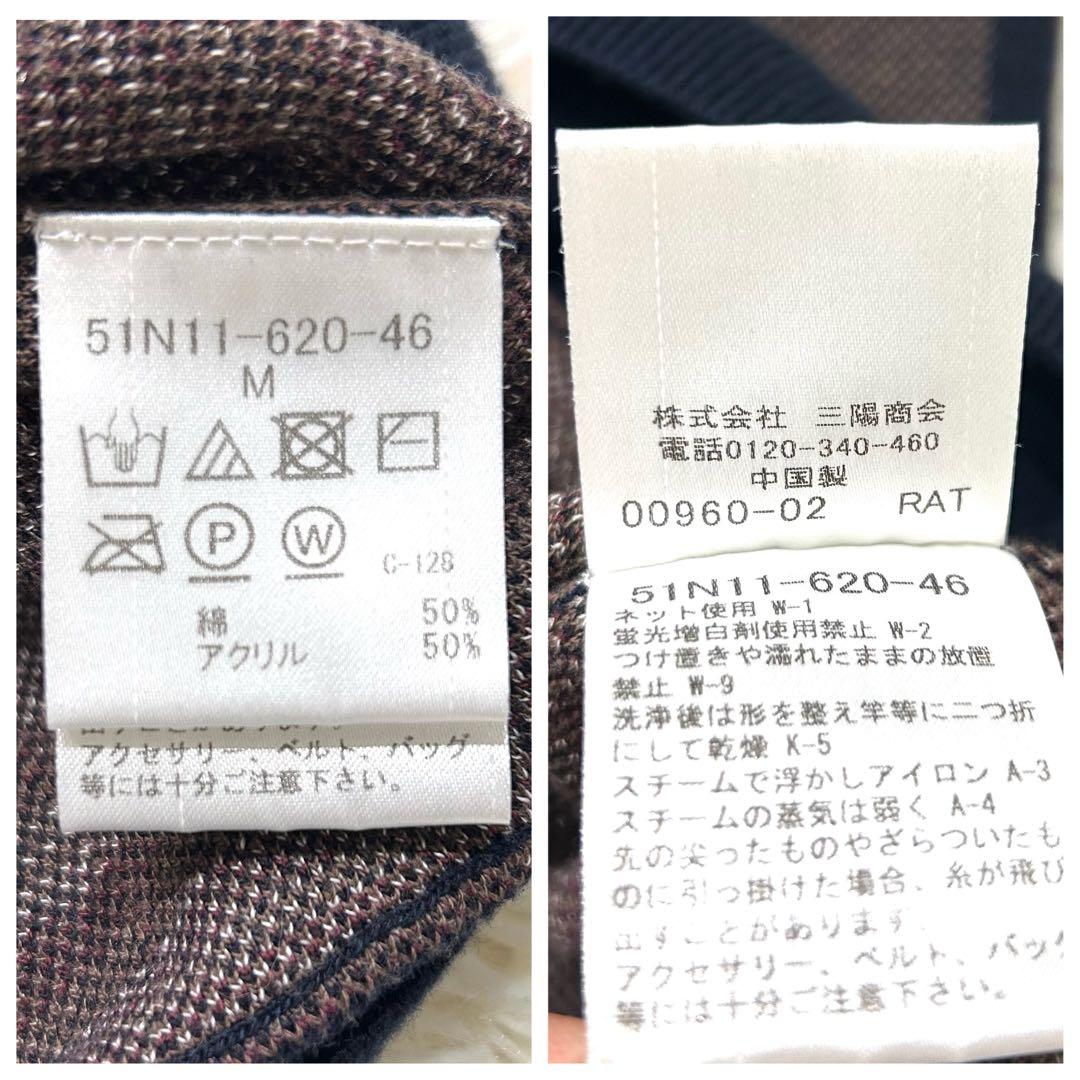 51N11-620-46
M
P
W
C-128
綿 50%
アクリル 50%
アクセサリー、ベルト、バッグ
等には十分ご注意下さい。
株式会社 三陽商会
電話0120-340-460
中国製
00960-02 RAT
51N11-620-46
ネット使用 W-1
蛍光増白剤使用禁止 W-2
つけ置きや濡れたままの放置
禁止 W-9
洗浄後は形を整え竿等に二つ折
にして乾燥 K-5
スチームで浮かしアイロン A-3
スチームの蒸気は弱く A-4
先の尖ったものやざらついたも
のに引っ掛けた場合、糸が飛び
出すことがあります。
アクセサリー、ベルト、バッグ
等には十分ご注意下さい。